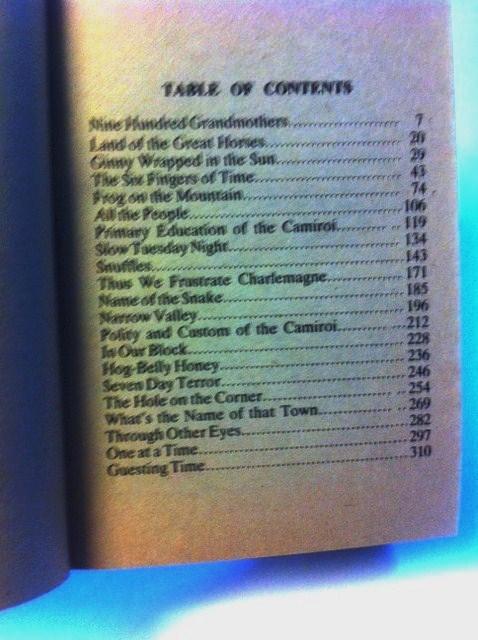 TABLE OF CONTENTS
Nine Hundred Grandmothers 7
Land of the Great Horses 20
Ginny Wrapped in the Sun 29
The Six Fingers of Time 43
Frog on the Mountain 74
All the People 106
Primary Education of the Camiroi 119
Slow Tuesday Night 134
Snuffles 143
Thus We Frustrate Charlemagne 171
Name of the Snake 185
Narrow Valley 196
Polity and Custom of the Camiroi 212
In Our Block 228
Hog-Belly Honey 236
Seven Day Terror 246
The Hole on the Corner 254
What's the Name of that Town 269
Through Other Eyes 282
One at a Time 297
Guesting Time 310